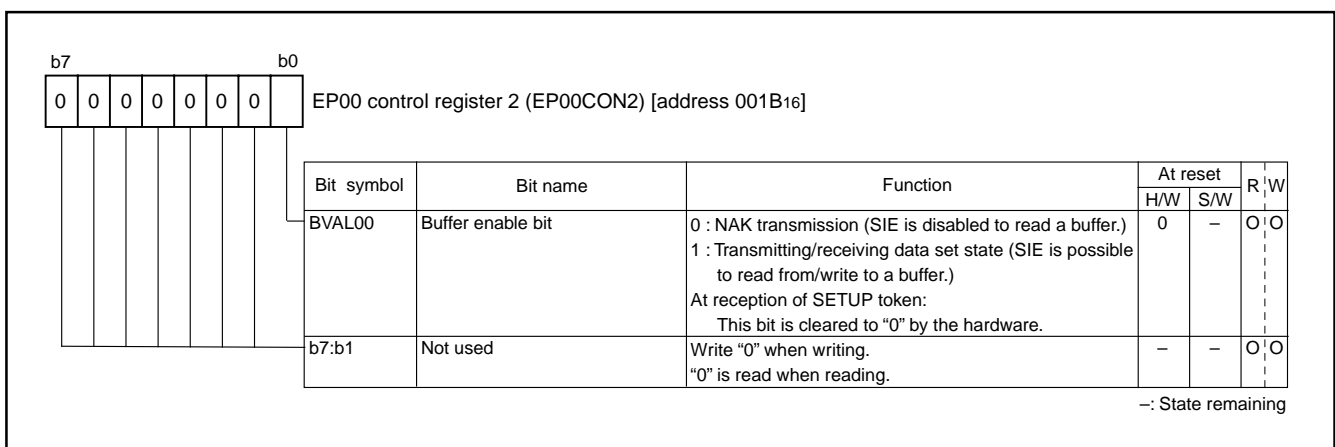 b7 b0
0 0 0 0 0 0 0 EP00 control register 2 (EP00CON2) [address 001B16]
Bit symbol Bit name Function At reset R W
H/W S/W
BVAL00 Buffer enable bit 0 : NAK transmission (SIE is disabled to read a buffer.) 0 – O O
1 : Transmitting/receiving data set state (SIE is possible
to read from/write to a buffer.)
At reception of SETUP token:
This bit is cleared to “0” by the hardware.
b7:b1 Not used Write “0” when writing. – – O O
“0” is read when reading.
–: State remaining